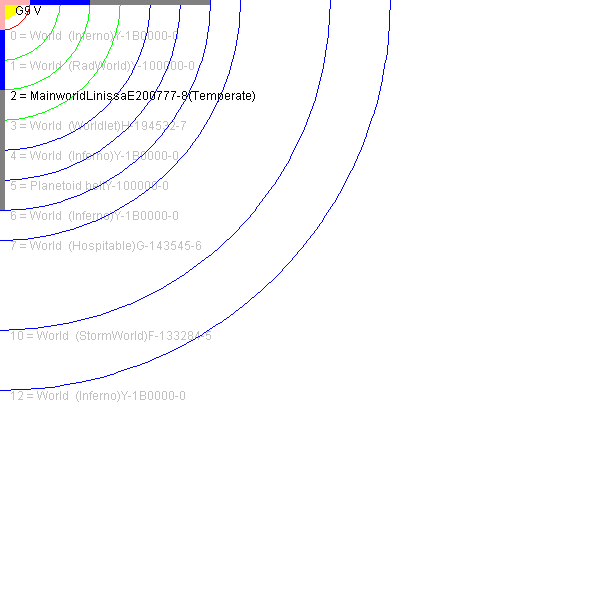 G9 V
0 = World (Inferno)Y-1B0000-0
1 = World (RadWorld)Y-100000-0
2 = MainworldLinissaE200777-8(Temperate)
3 = World (Worldlet)H-194532-7
4 = World (Inferno)Y-1B0000-0
5 = Planetoid beltY-100000-0
6 = World (Inferno)Y-1B0000-0
7 = World (Hospitable)G-143545-6
10 = World (StormWorld)F-133284-5
12 = World (Inferno)Y-1B0000-0